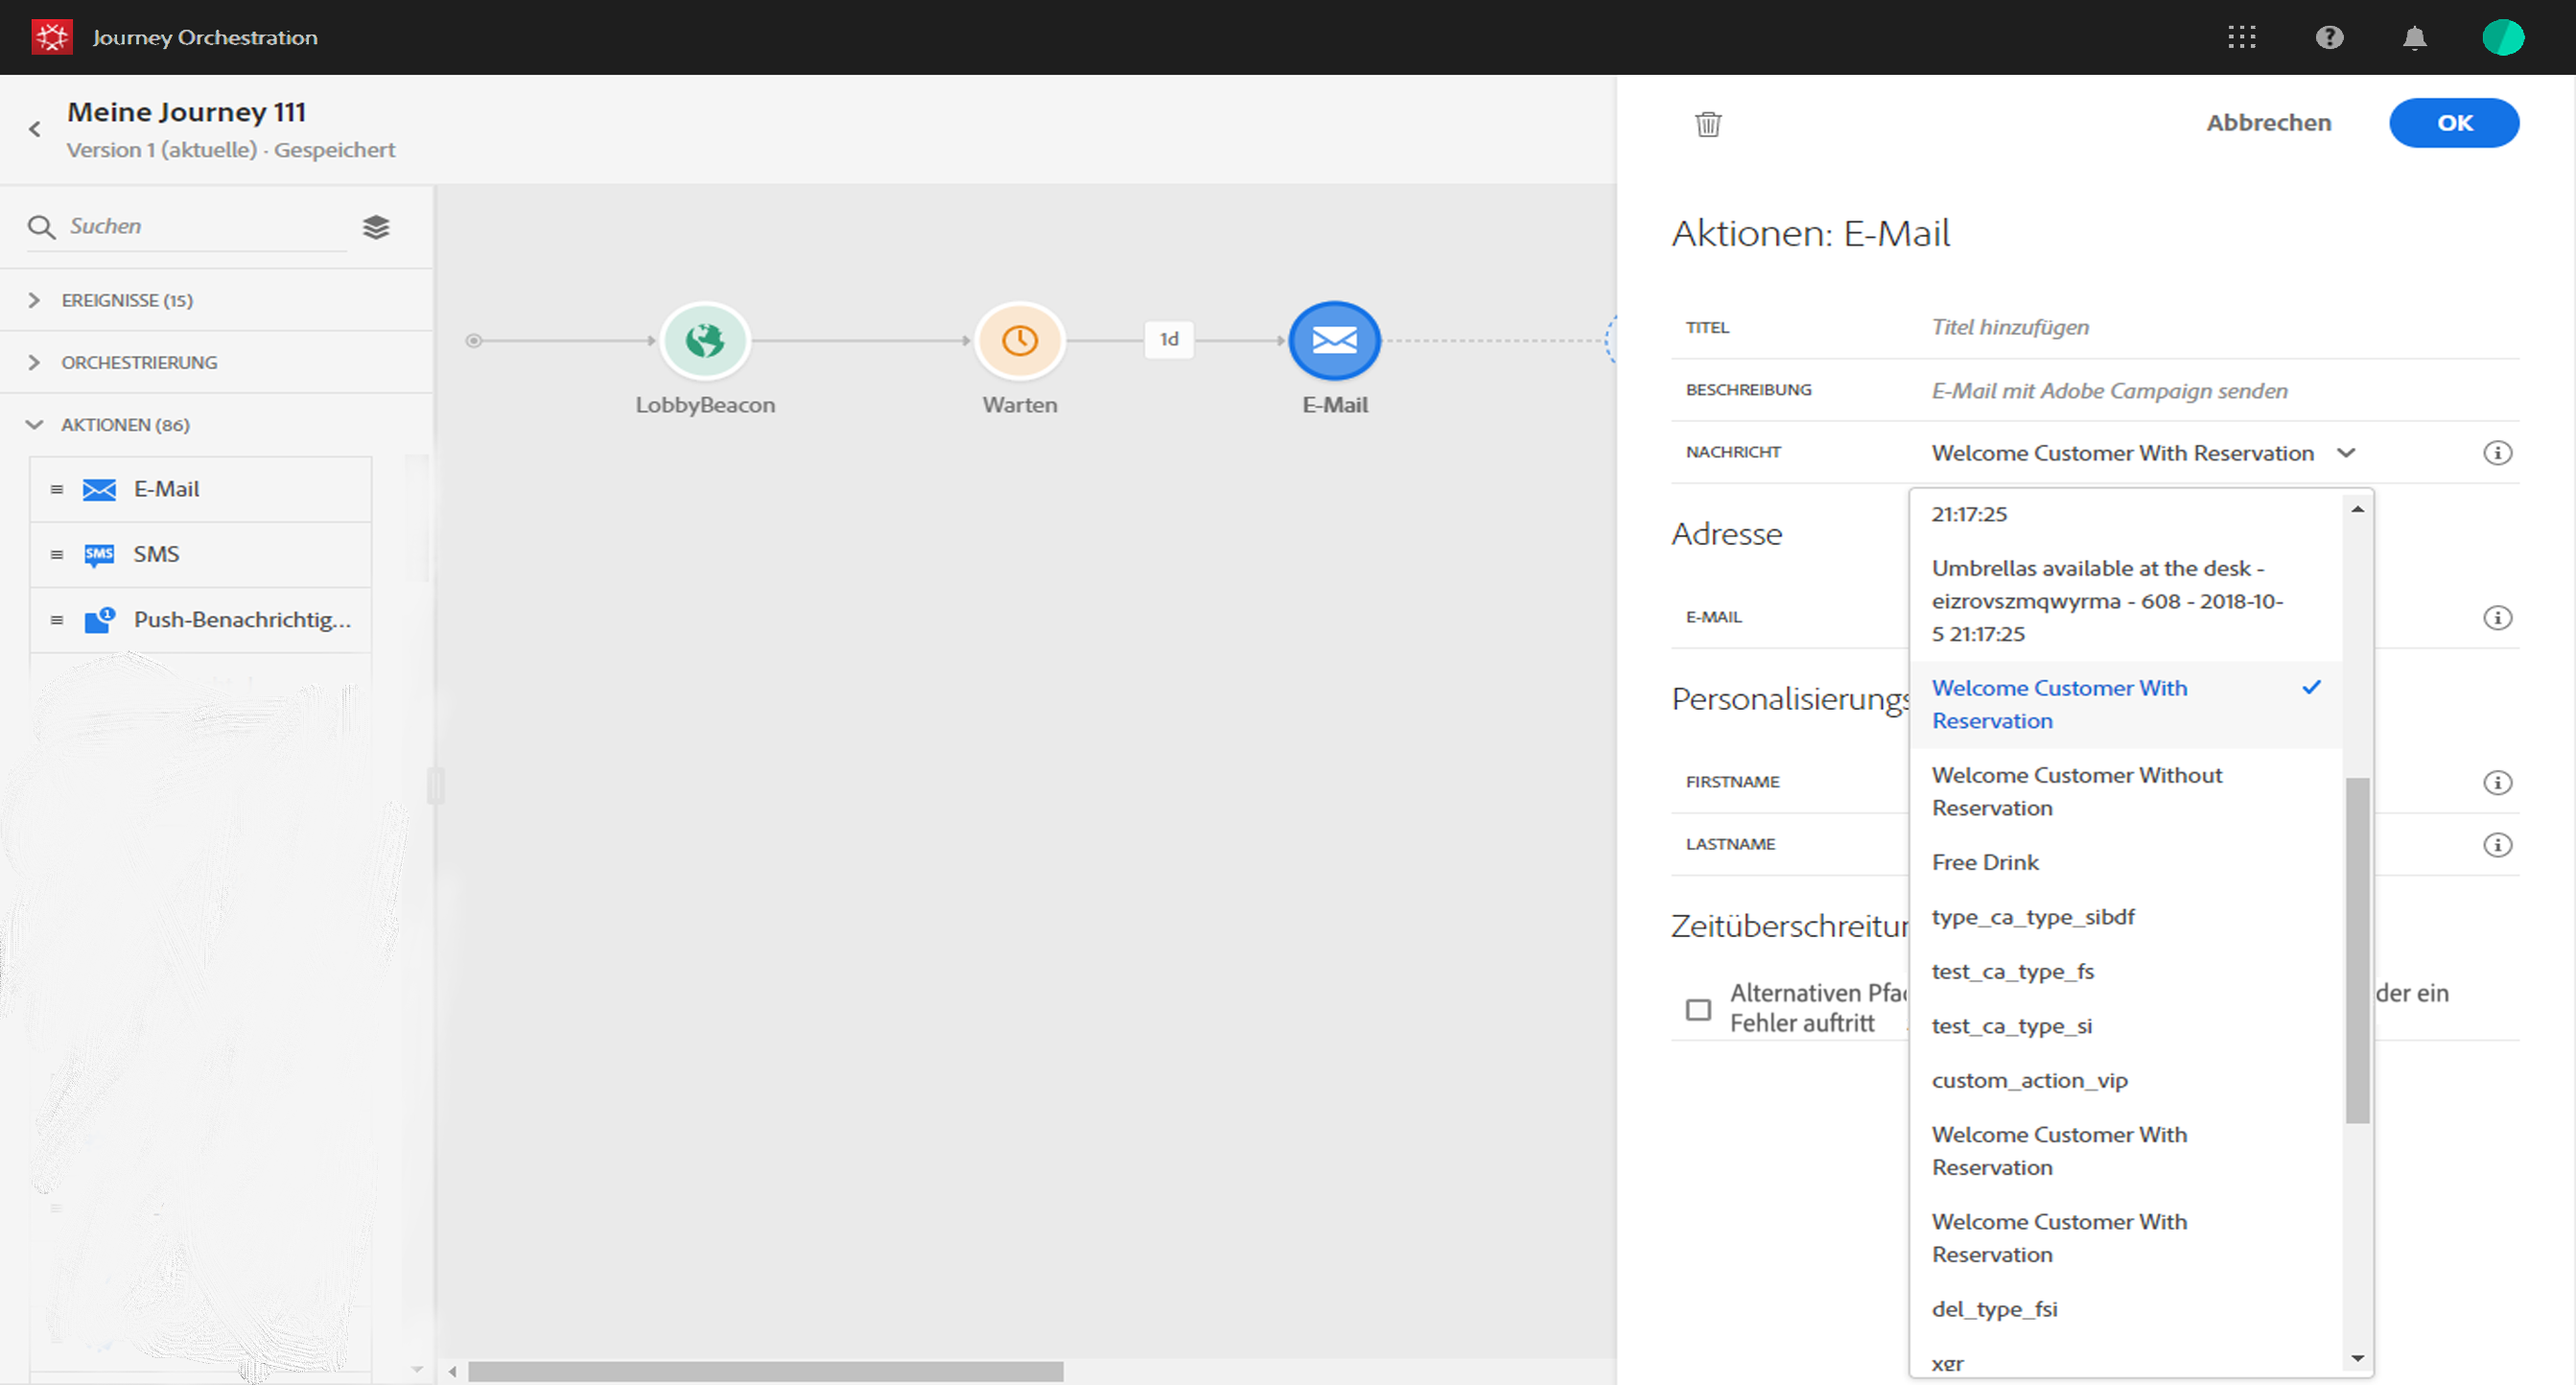 Journey Orchestration
Meine Journey 111
Version 1 (aktuelle) · Gespeichert
Suchen
EREIGNISSE (15)
ORCHESTRIERUNG
AKTIONEN (86)
E-Mail
SMS
SMS
1
Push-Benachrichtig...
LobbyBeacon
Warten
1d
E-Mail
Abbrechen
OK
Aktionen: E-Mail
TITEL
Titel hinzufügen
BESCHREIBUNG
E-Mail mit Adobe Campaign senden
NACHRICHT
Welcome Customer With Reservation
Adresse
E-MAIL
Personalisierungs
FIRSTNAME
LASTNAME
Zeitüberschreitun
Alternativen Pfad
der ein
Fehler auftritt
21:17:25
Umbrellas available at the desk -
eizrovszmqwyrma - 608 - 2018-10-
5 21:17:25
Welcome Customer With
Reservation
Welcome Customer Without
Reservation
Free Drink
type_ca_type_sibdf
test_ca_type_fs
test_ca_type_si
custom_action_vip
Welcome Customer With
Reservation
Welcome Customer With
Reservation
del_type_fsi
xgr